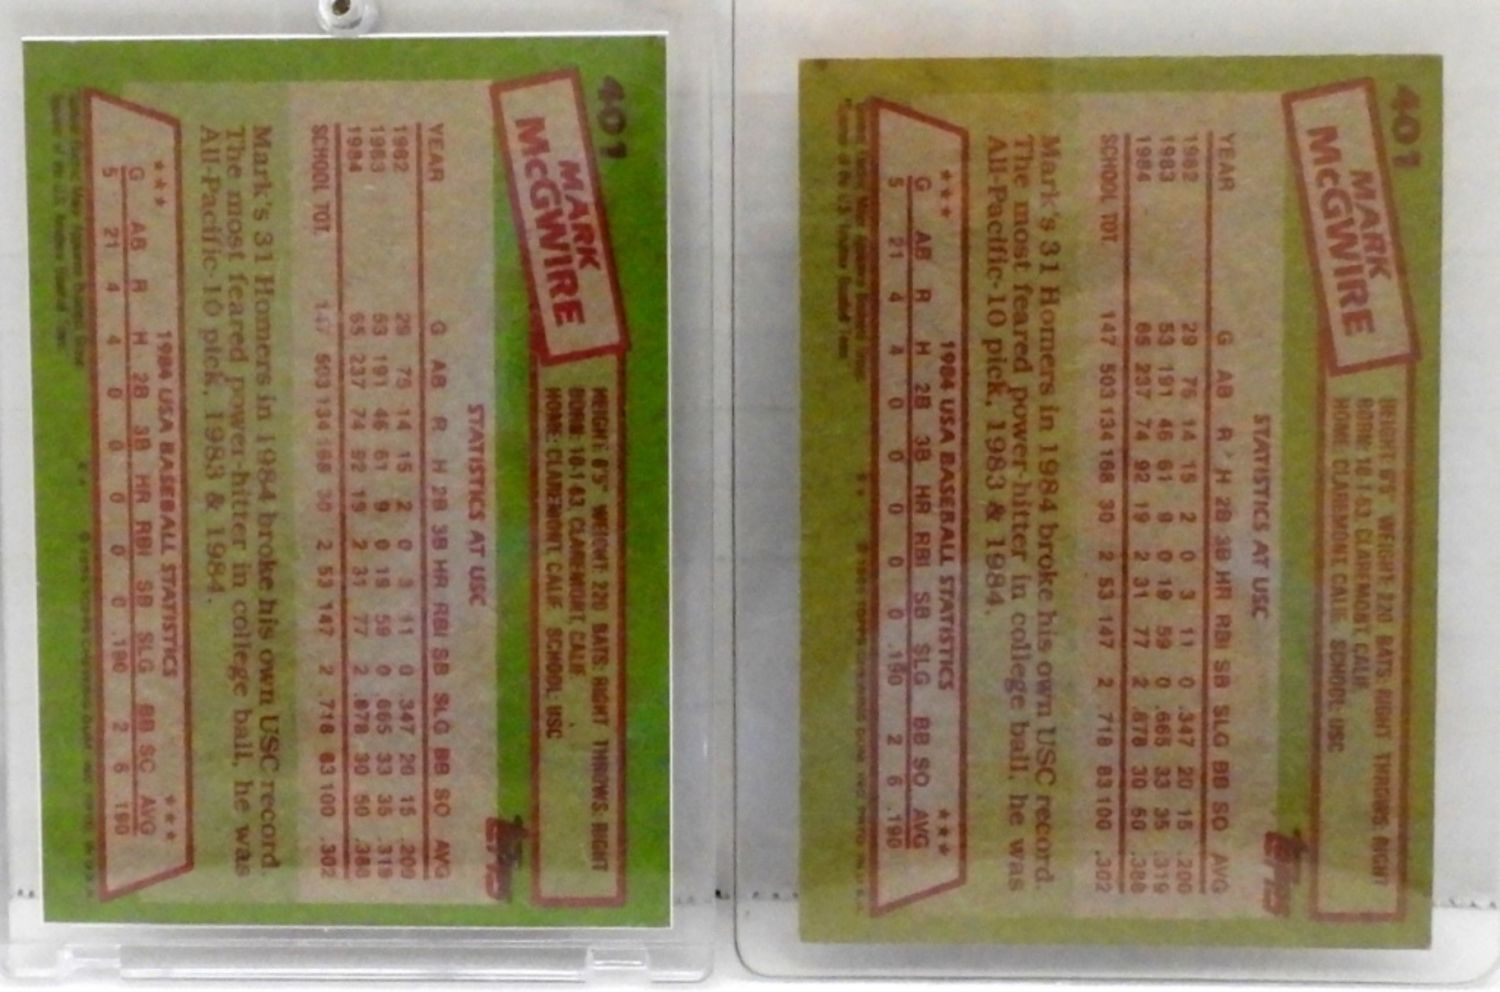 401
MARK
McGWIRE
HEIGHT: 6'5" WEIGHT: 220 BATS: RIGHT THROWS: RIGHT
BORN: 10-1-63, CLAREMONT, CALIF.
HOME: CLAREMONT, CALIF. SCHOOL: USC
Topps
STATISTICS AT USC
YEAR G AB R H 2B 3B HR RBI SB SLG BB SO AVG
1982 29 75 14 15 2 0 3 11 0 .347 20 15 .200
1983 53 191 46 61 9 0 19 59 0 .665 33 35 .319
1984 65 237 74 92 19 2 31 77 2 .878 30 50 .388
SCHOOL TOT. 147 503 134 168 30 2 53 147 2 .718 83 100 .302
Mark's 31 Homers in 1984 broke his own USC record.
The most feared power-hitter in college ball, he was
All-Pacific-10 pick, 1983 & 1984.
*** 1984 USA BASEBALL STATISTICS ***
G AB R H 2B 3B HR RBI SB SLG BB SC AVG
5 21 4 4 0 0 0 0 0 .190 2 6 .190
401
MARK
McGWIRE
HEIGHT: 6'5" WEIGHT: 220 BATS: RIGHT THROWS: RIGHT
BORN: 10-1-63, CLAREMONT, CALIF.
HOME: CLAREMONT, CALIF. SCHOOL: USC
Topps
STATISTICS AT USC
YEAR G AB R H 2B 3B HR RBI SB SLG BB SO AVG
1982 29 75 14 15 2 0 3 11 0 .347 20 15 .200
1983 53 191 46 61 9 0 19 59 0 .665 33 35 .319
1984 65 237 74 92 19 2 31 77 2 .878 30 50 .388
SCHOOL TOT. 147 503 134 168 30 2 53 147 2 .718 83 100 .302
Mark's 31 Homers in 1984 broke his own USC record.
The most feared power-hitter in college ball, he was
All-Pacific-10 pick, 1983 & 1984.
*** 1984 USA BASEBALL STATISTICS ***
G AB R H 2B 3B HR RBI SB SLG BB SO AVG
5 21 4 4 0 0 0 0 0 .190 2 6 .190